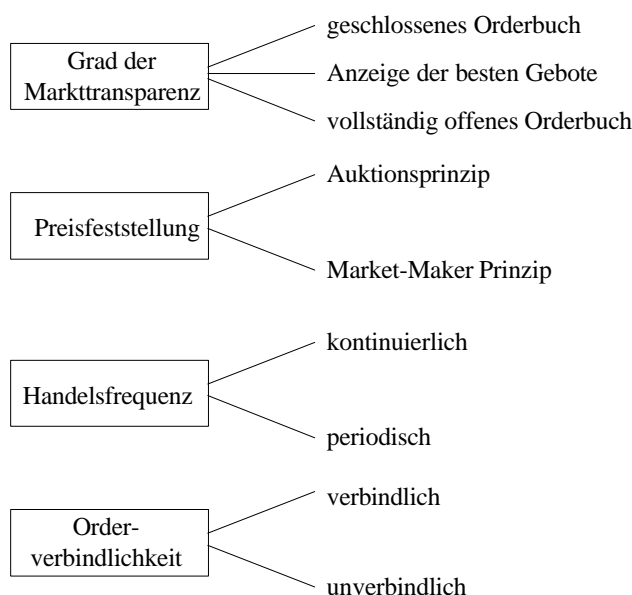 Grad der
Markttransparenz
geschlossenes Orderbuch
Anzeige der besten Gebote
vollständig offenes Orderbuch
Preisfeststellung
Auktionsprinzip
Market-Maker Prinzip
Handelsfrequenz
kontinuierlich
periodisch
Order-
verbindlichkeit
verbindlich
unverbindlich